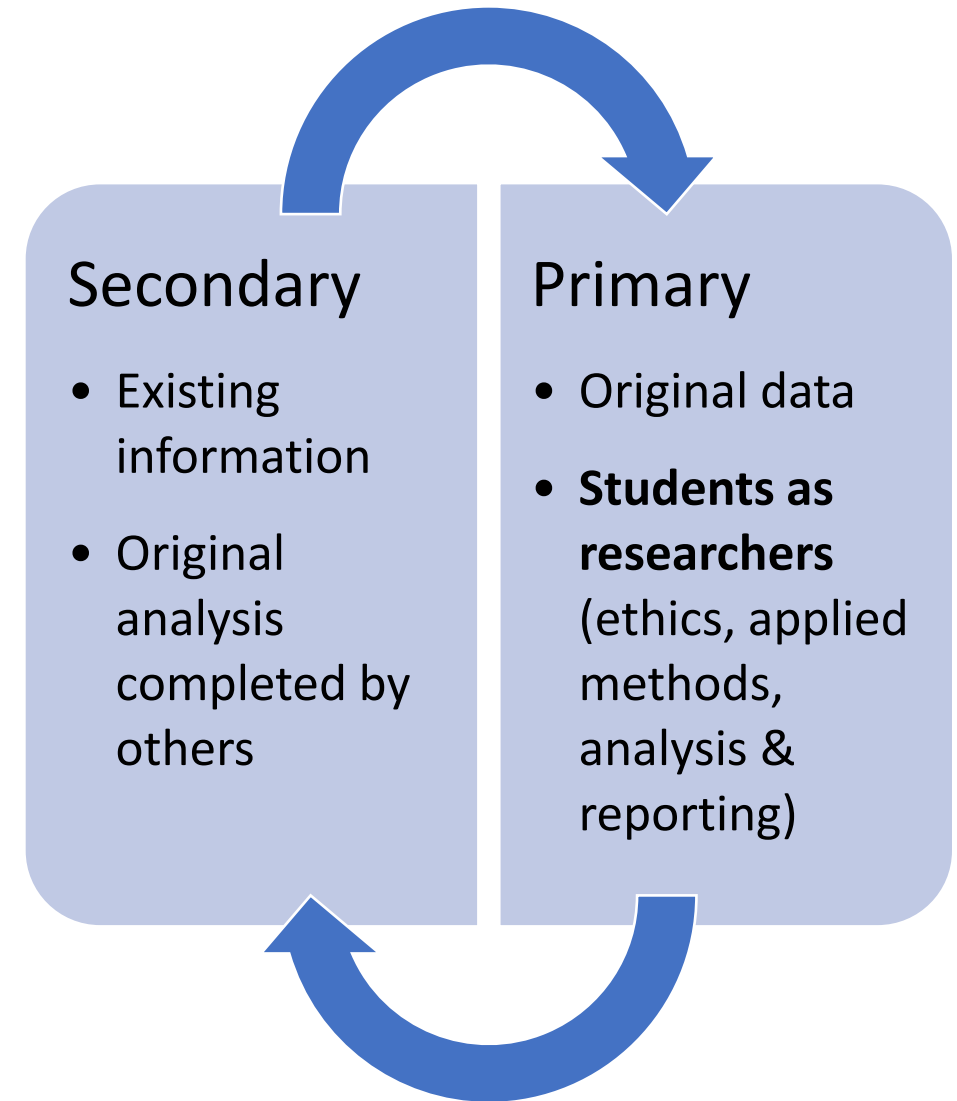 Secondary
• Existing
information
• Original
analysis
completed by
others
Primary
• Original data
• Students as
researchers
(ethics, applied
methods,
analysis &
reporting)